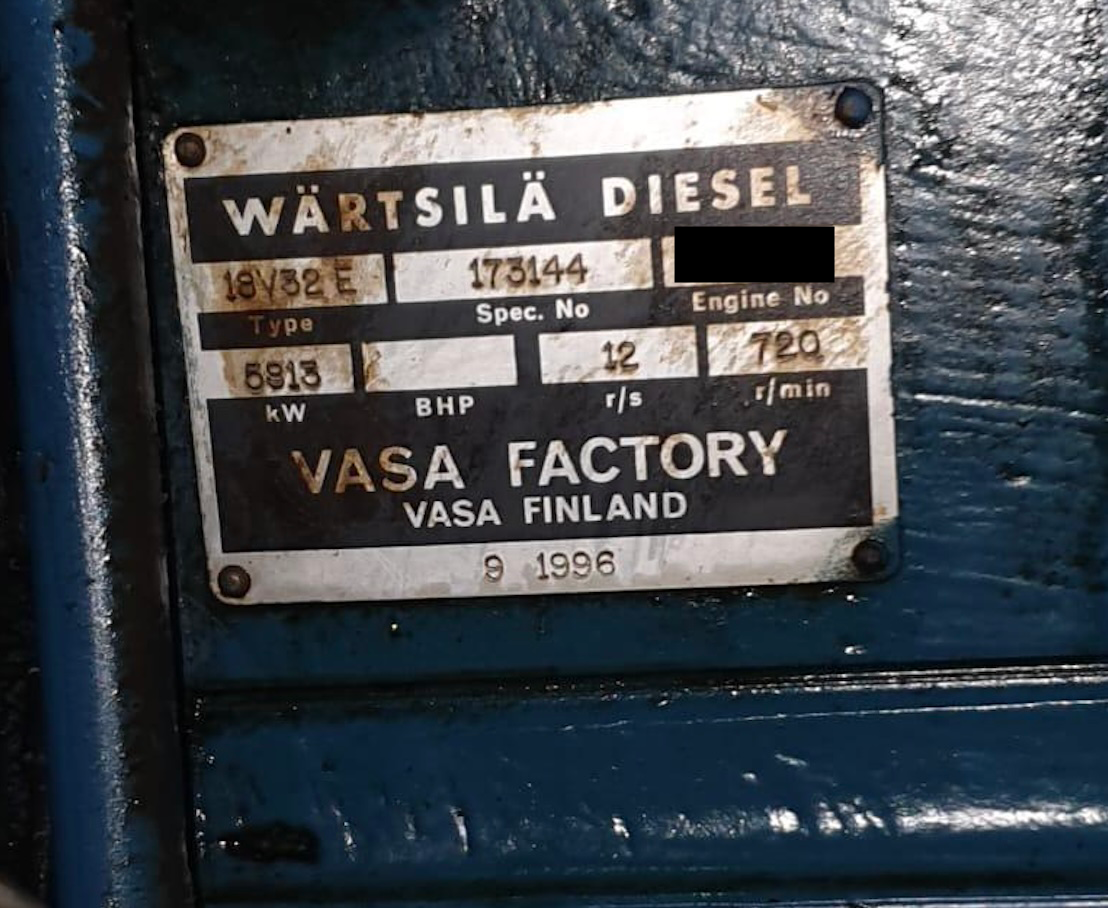 WÄRTSILÄ DIESEL
18V32 E 173144
Type Spec. No Engine No
5913 12 720
kW BHP r/s r/min
VASA FACTORY
VASA FINLAND
9 1996